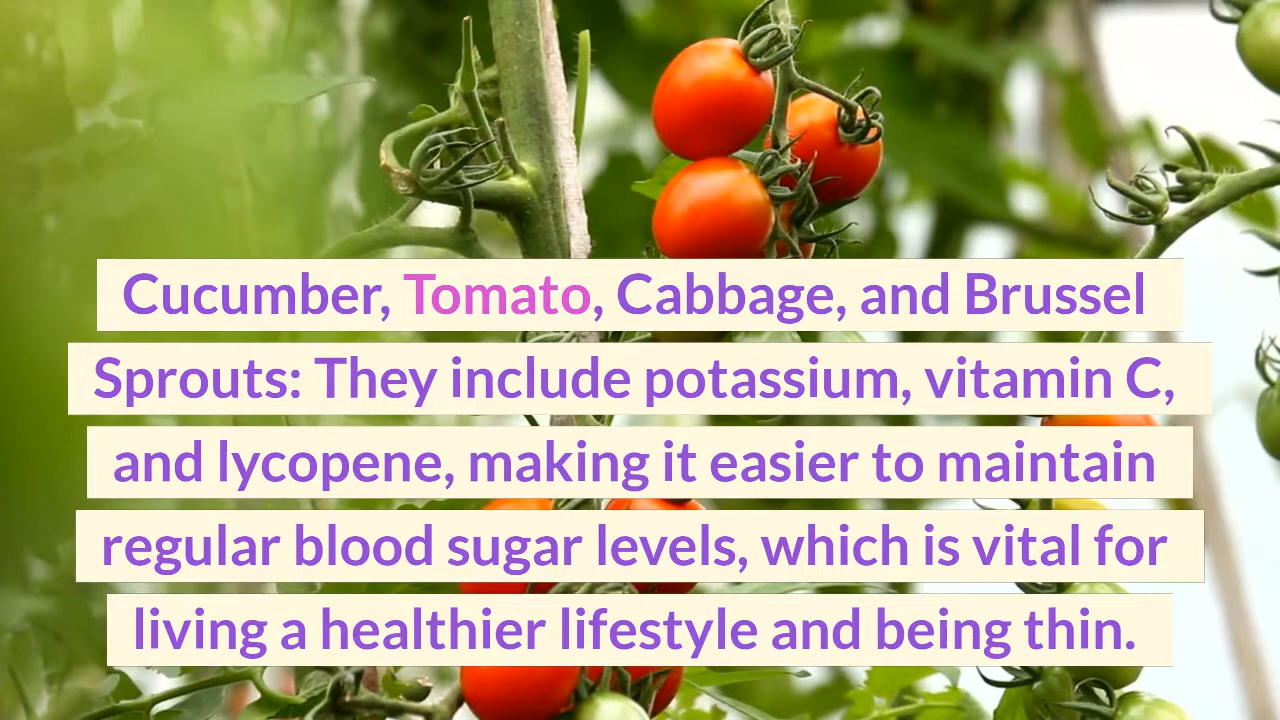 Cucumber, Tomato, Cabbage, and Brussel
Sprouts: They include potassium, vitamin C,
and lycopene, making it easier to maintain
regular blood sugar levels, which is vital for
living a healthier lifestyle and being thin.